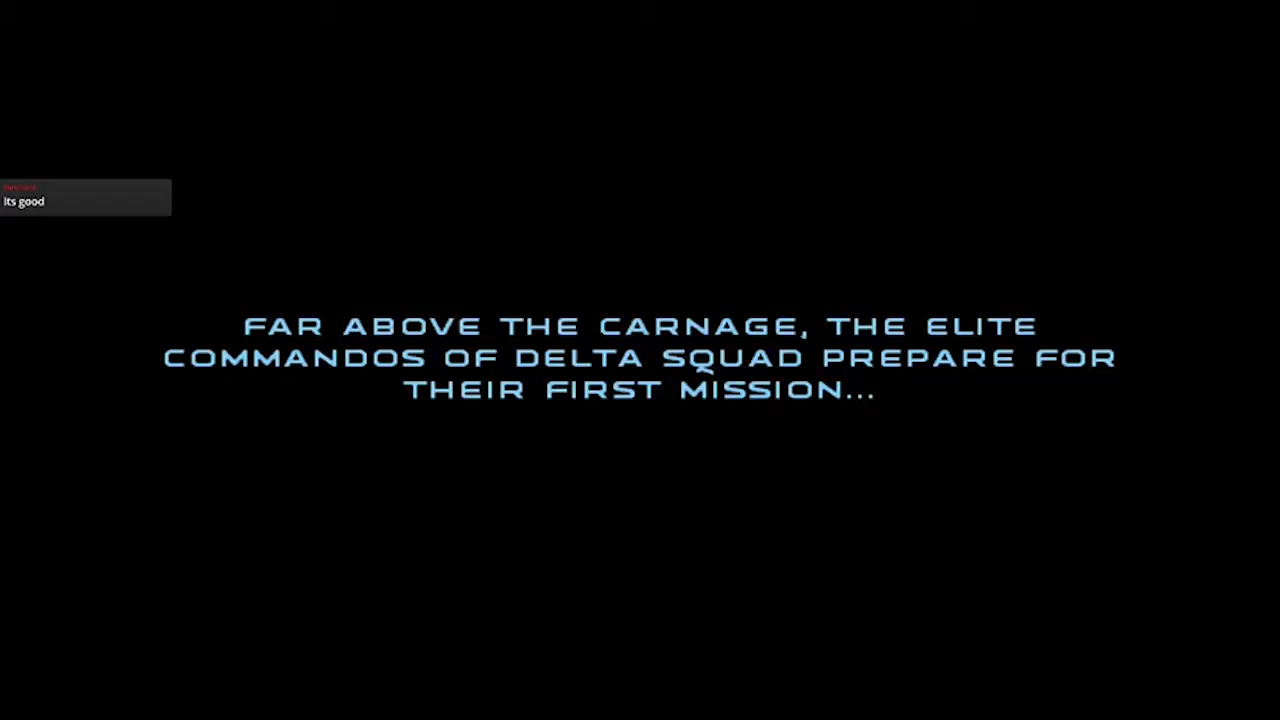 its good
FAR ABOVE THE CARNAGE, THE ELITE
COMMANDOS OF DELTA SQUAD PREPARE FOR
THEIR FIRST MISSION...